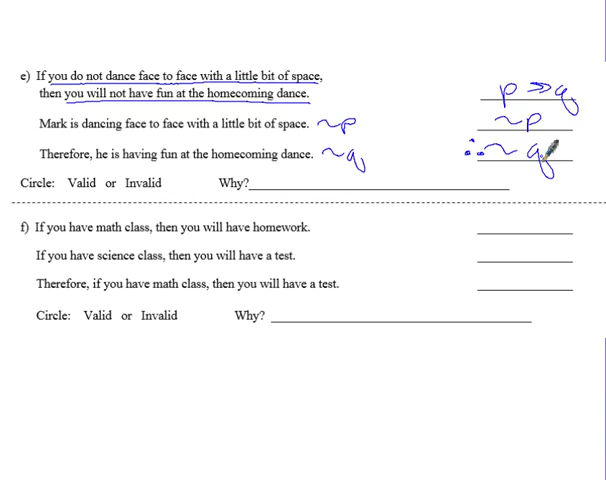 e) If you do not dance face to face with a little bit of space,
then you will not have fun at the homecoming dance.
p => q
Mark is dancing face to face with a little bit of space. ~p
~p
Therefore, he is having fun at the homecoming dance. ~q
∴ ~q
Circle: Valid or Invalid Why?
f) If you have math class, then you will have homework.
If you have science class, then you will have a test.
Therefore, if you have math class, then you will have a test.
Circle: Valid or Invalid Why?